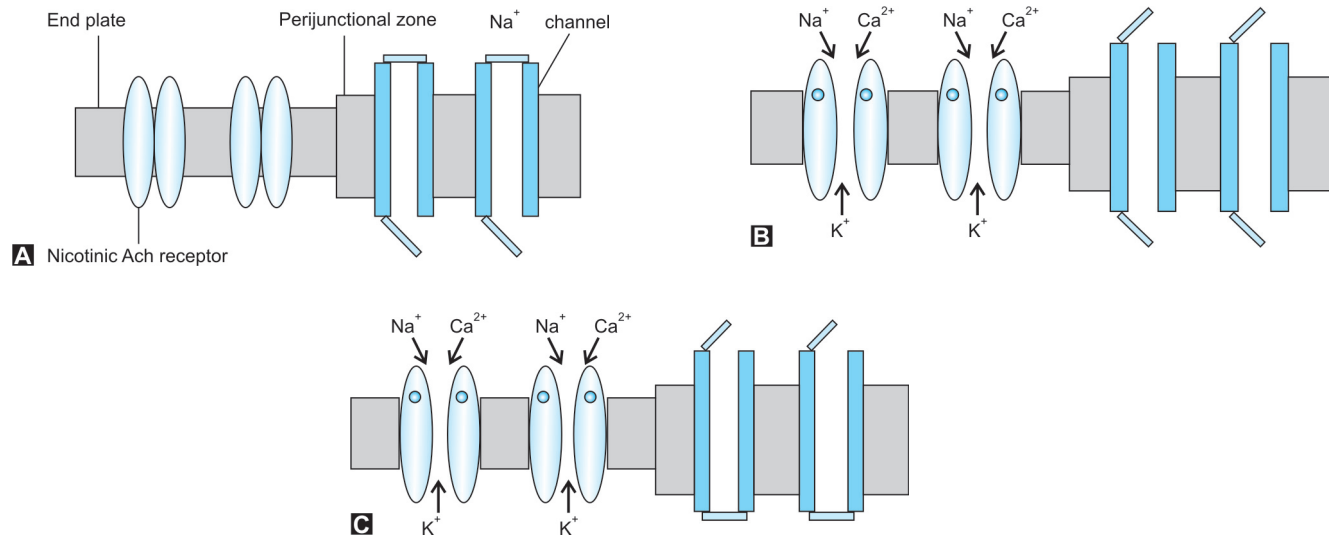 End plate
Perijunctional zone
Na+ channel
A Nicotinic Ach receptor
Na+ Ca2+ Na+ Ca2+
K+ K+
B
Na+ Ca2+ Na+ Ca2+
K+ K+
C